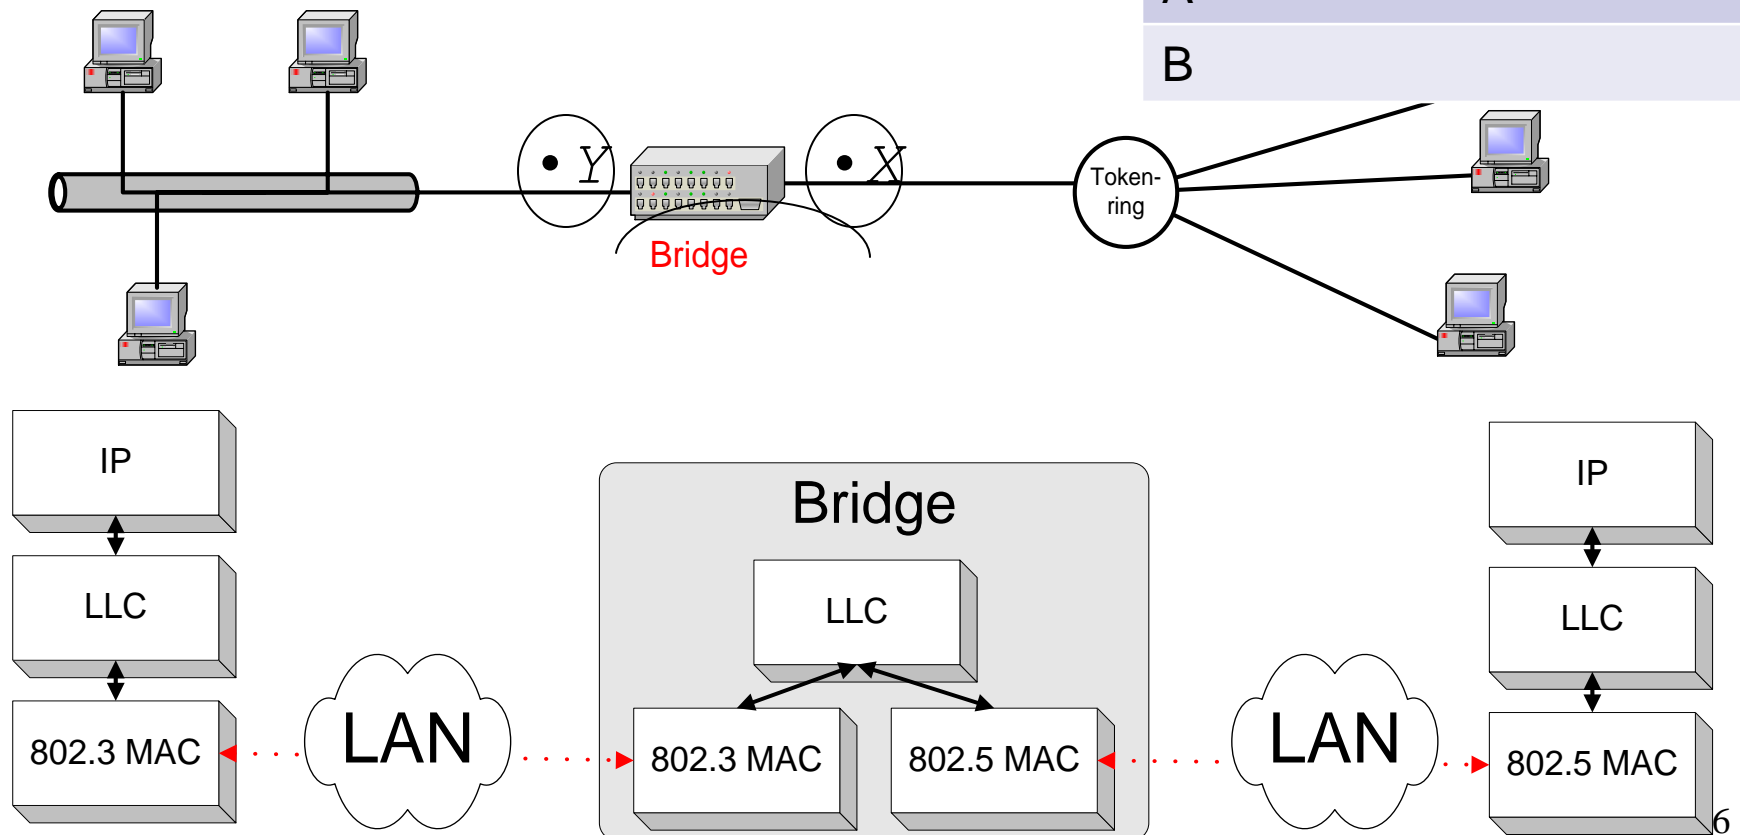 A
B
Y
X
Token-
ring
Bridge
IP
LLC
802.3 MAC
LAN
Bridge
LLC
802.3 MAC
802.5 MAC
LAN
IP
LLC
802.5 MAC
6